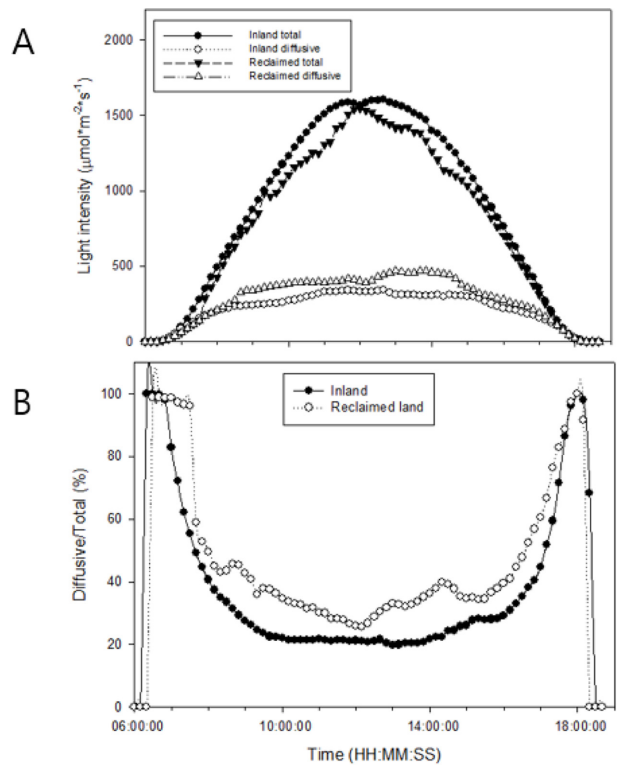 A
2000
1500
1000
500
0
Light intensity (μmol*m⁻²*s⁻¹)
Inland total
Inland diffusive
Reclaimed total
Reclaimed diffusive
B
100
80
60
40
20
0
Diffusive/Total (%)
Inland
Reclaimed land
06:00:00 10:00:00 14:00:00 18:00:00
Time (HH:MM:SS)